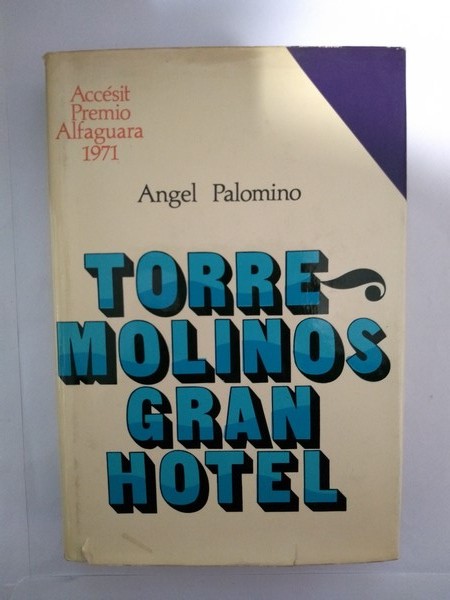 Accésit
Premio
Alfaguara
1971
Angel Palomino
TORRE~
MOLINOS
GRAN
HOTEL